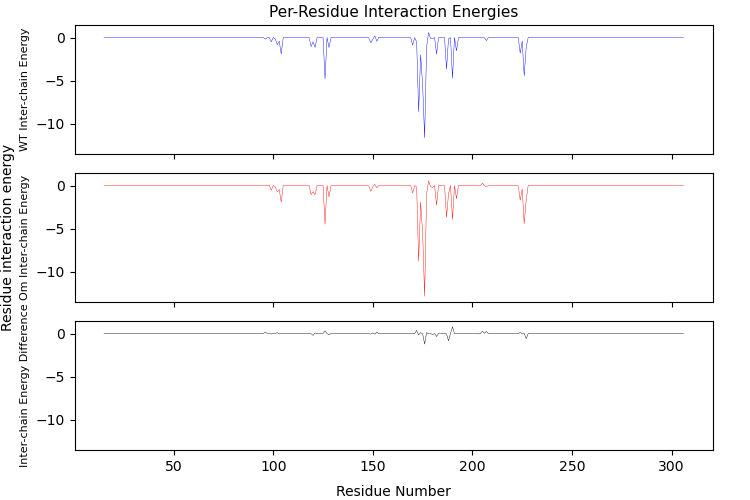 Per-Residue Interaction Energies
Residue interaction energy
WT Inter-chain Energy
0
−5
−10
Om Inter-chain Energy
0
−5
−10
Inter-chain Energy Difference
0
−5
−10
50
100
150
200
250
300
Residue Number